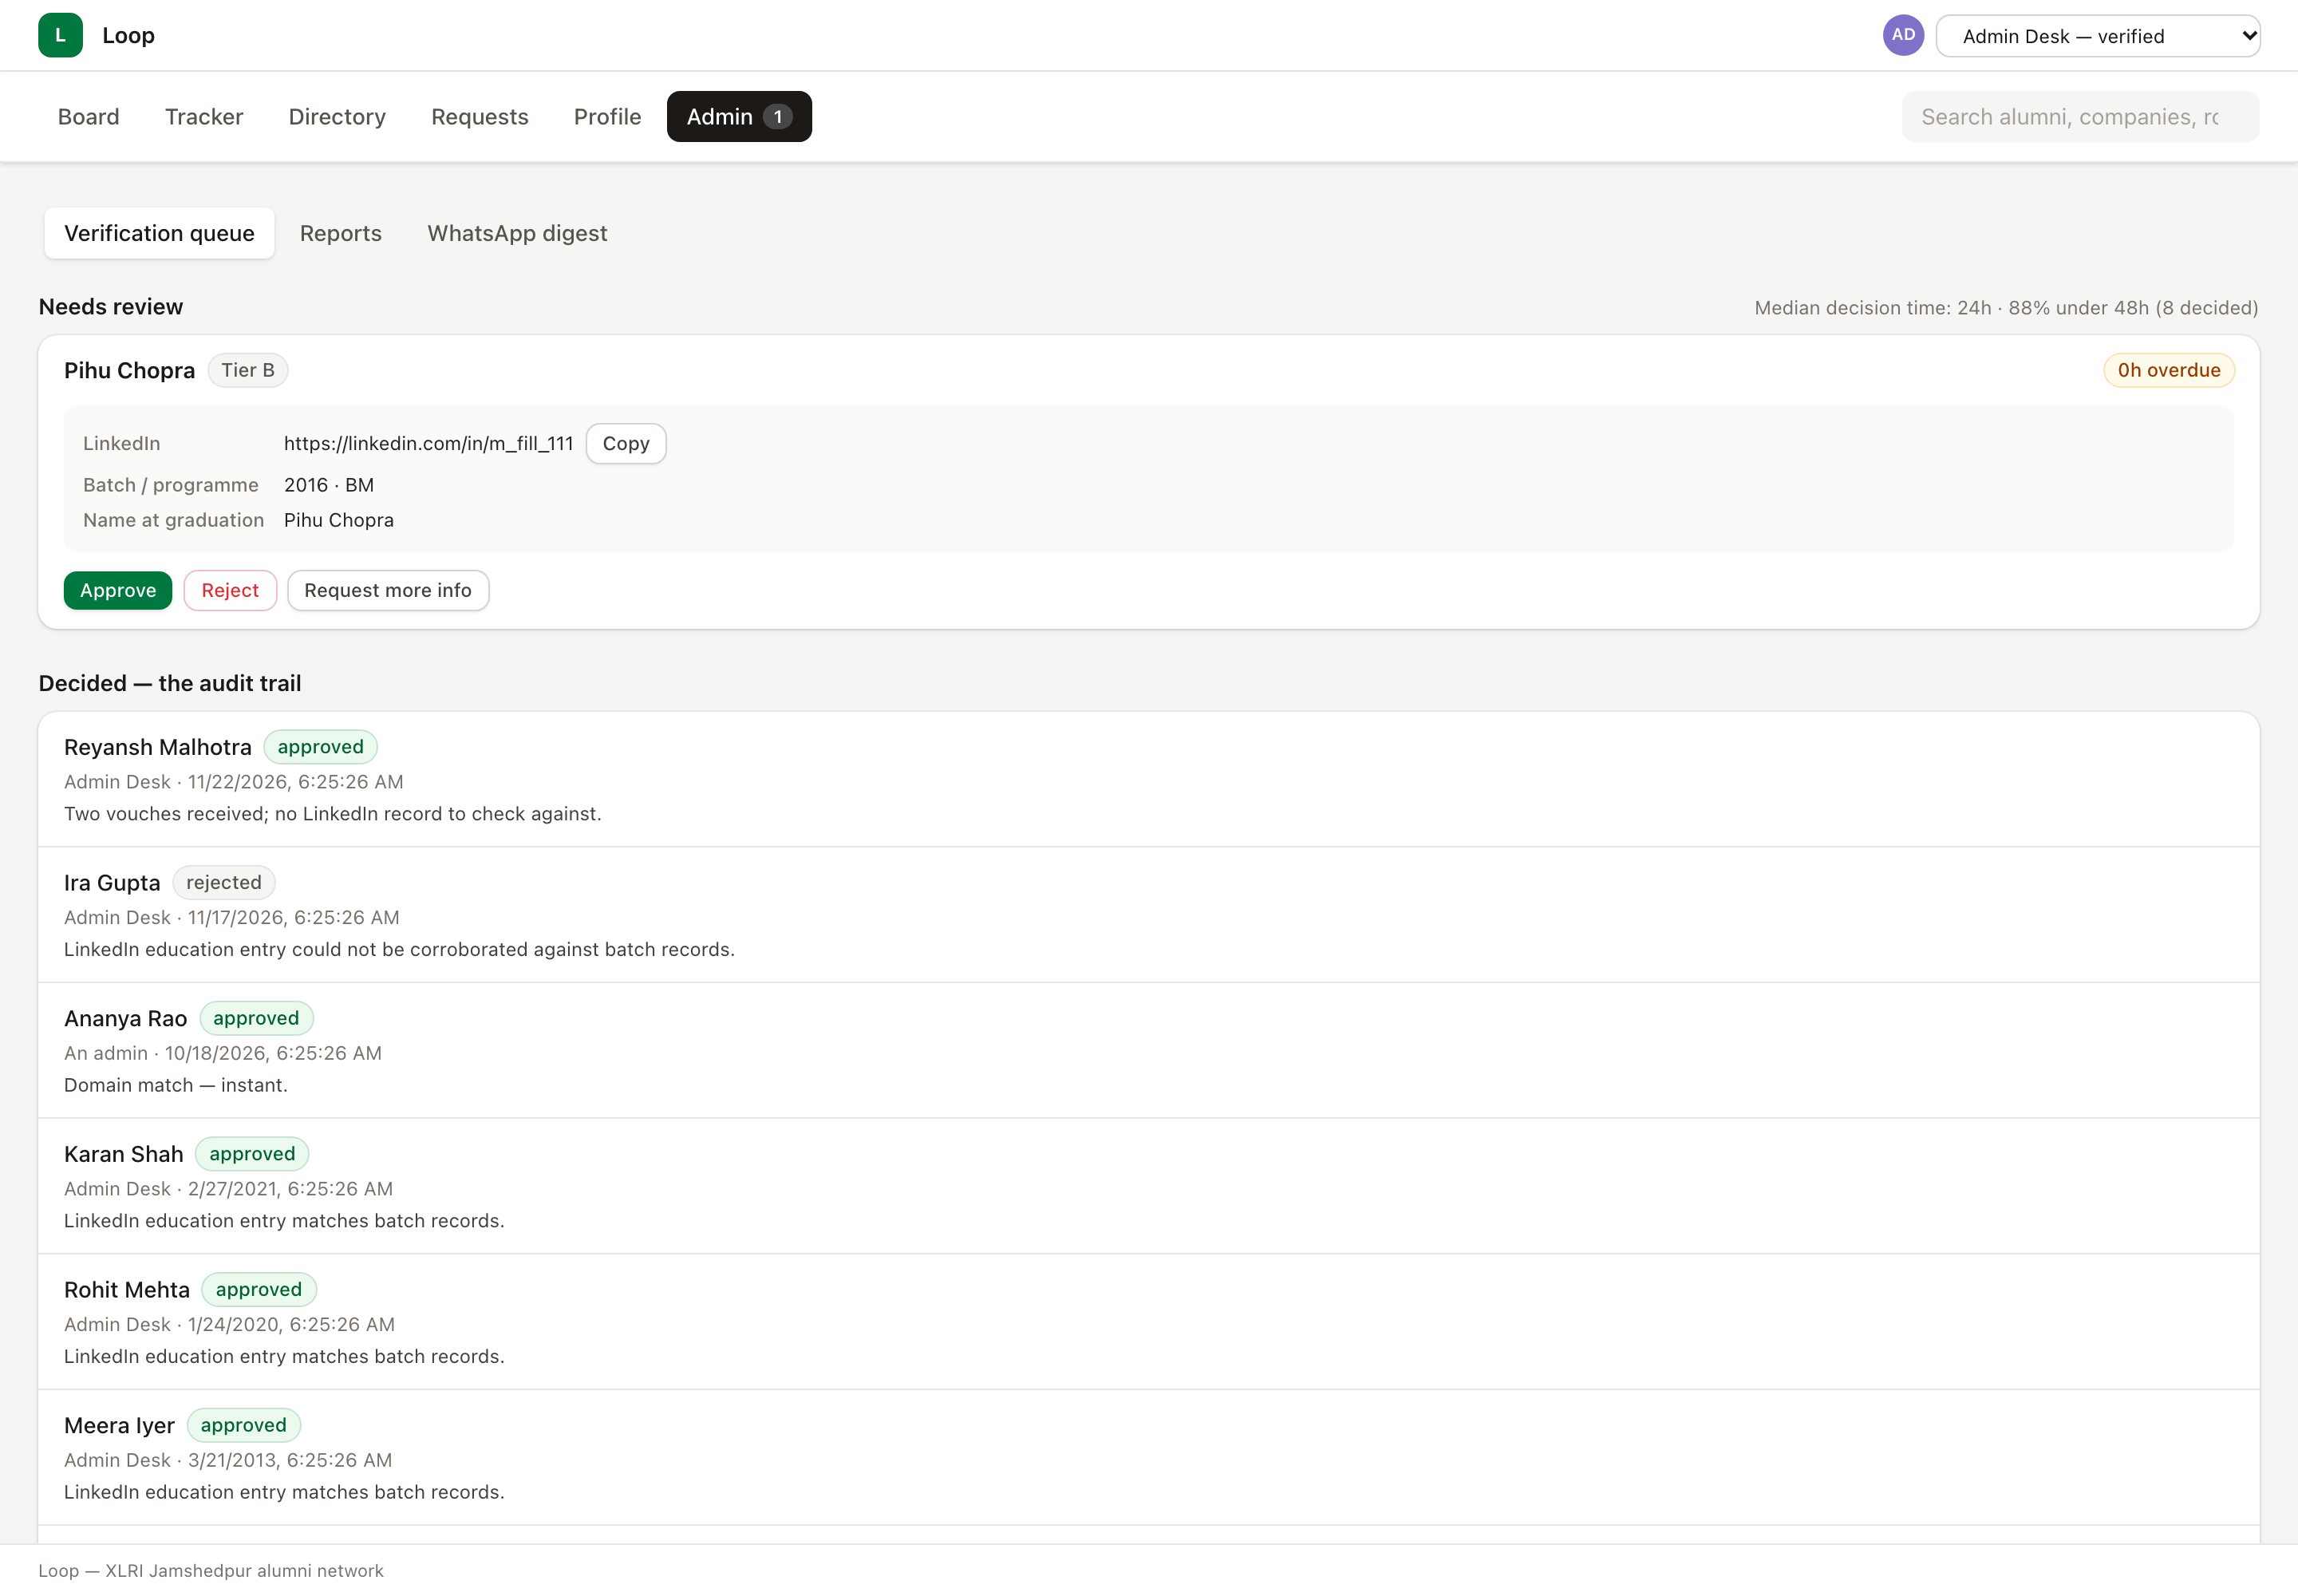 L Loop
AD Admin Desk — verified
Board Tracker Directory Requests Profile Admin 1
Search alumni, companies, rc
Verification queue Reports WhatsApp digest
Needs review
Median decision time: 24h · 88% under 48h (8 decided)
Pihu Chopra Tier B
0h overdue
LinkedIn https://linkedin.com/in/m_fill_111 Copy
Batch / programme 2016 · BM
Name at graduation Pihu Chopra
Approve Reject Request more info
Decided — the audit trail
Reyansh Malhotra approved
Admin Desk · 11/22/2026, 6:25:26 AM
Two vouches received; no LinkedIn record to check against.
Ira Gupta rejected
Admin Desk · 11/17/2026, 6:25:26 AM
LinkedIn education entry could not be corroborated against batch records.
Ananya Rao approved
An admin · 10/18/2026, 6:25:26 AM
Domain match — instant.
Karan Shah approved
Admin Desk · 2/27/2021, 6:25:26 AM
LinkedIn education entry matches batch records.
Rohit Mehta approved
Admin Desk · 1/24/2020, 6:25:26 AM
LinkedIn education entry matches batch records.
Meera Iyer approved
Admin Desk · 3/21/2013, 6:25:26 AM
LinkedIn education entry matches batch records.
Loop — XLRI Jamshedpur alumni network